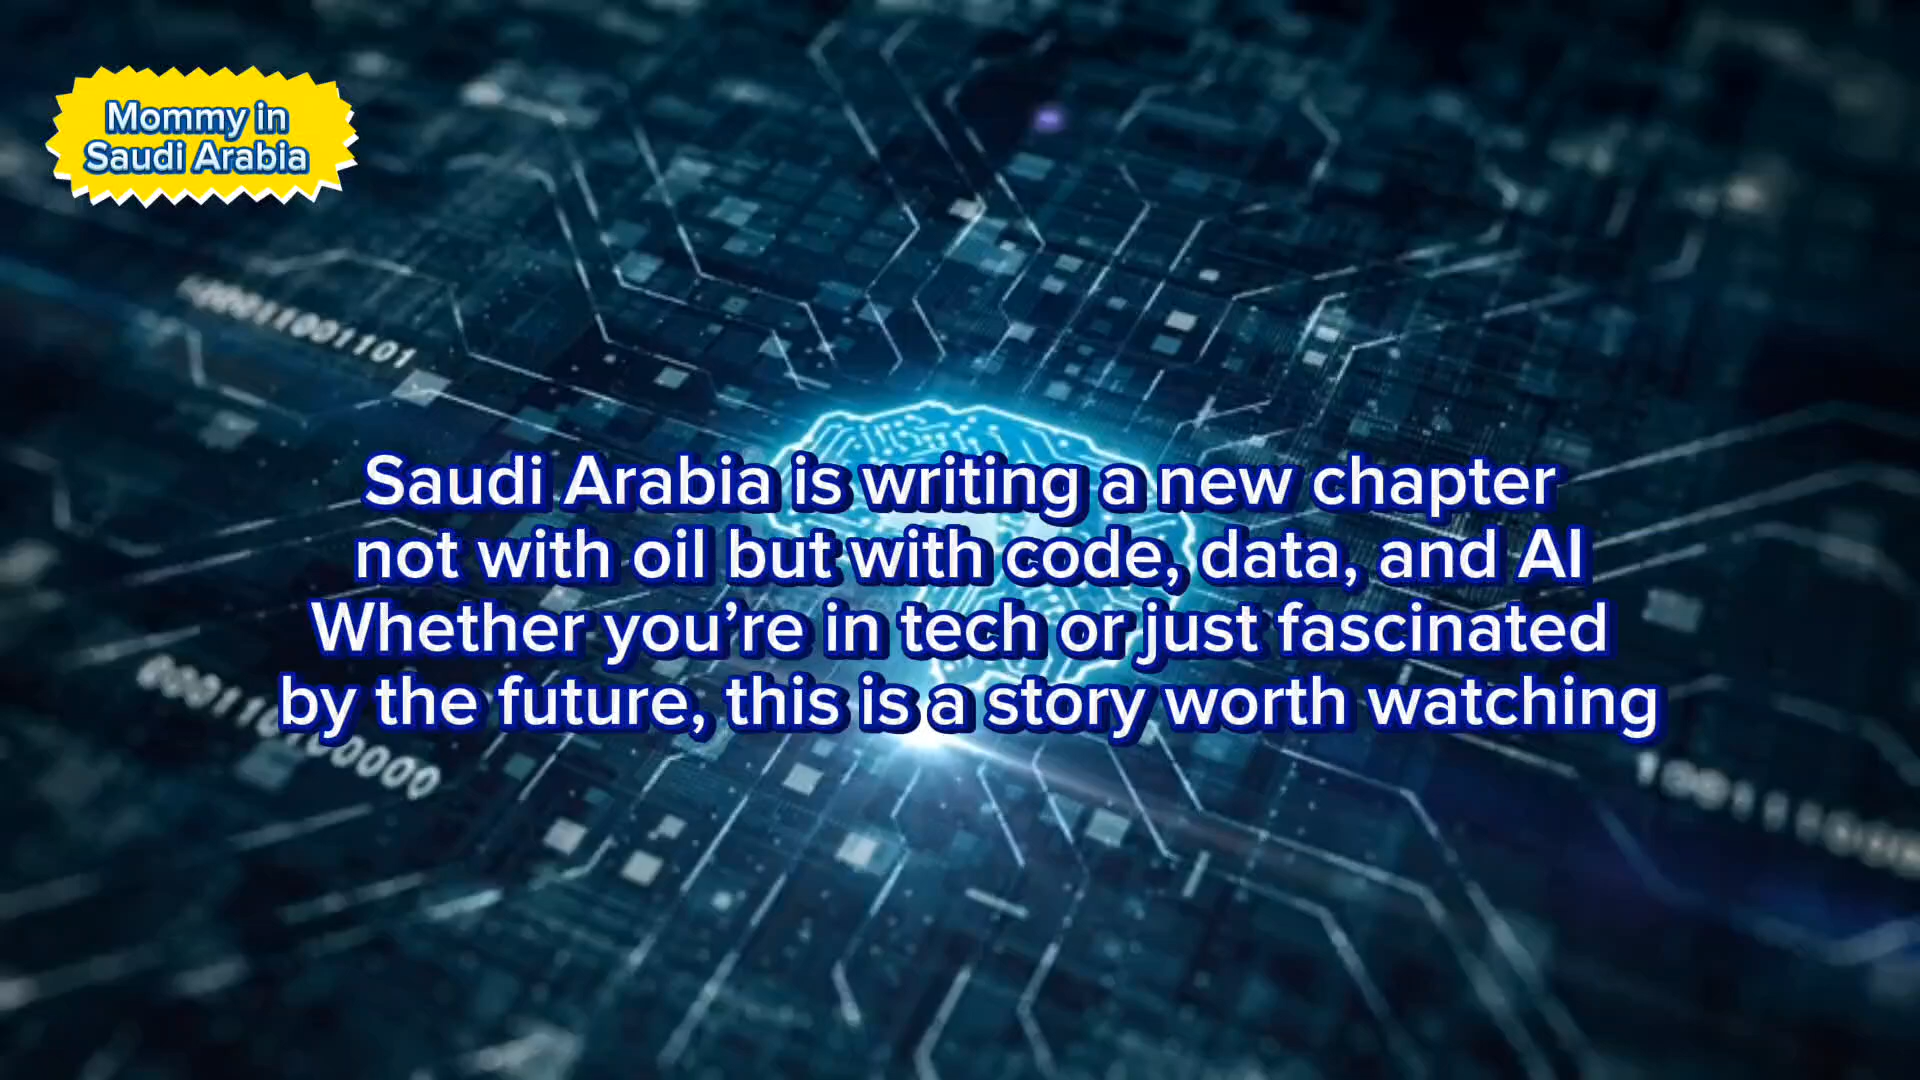 Mommy in
Saudi Arabia
00011001101
Saudi Arabia is writing a new chapter
not with oil but with code, data, and AI
Whether you’re in tech or just fascinated
by the future, this is a story worth watching